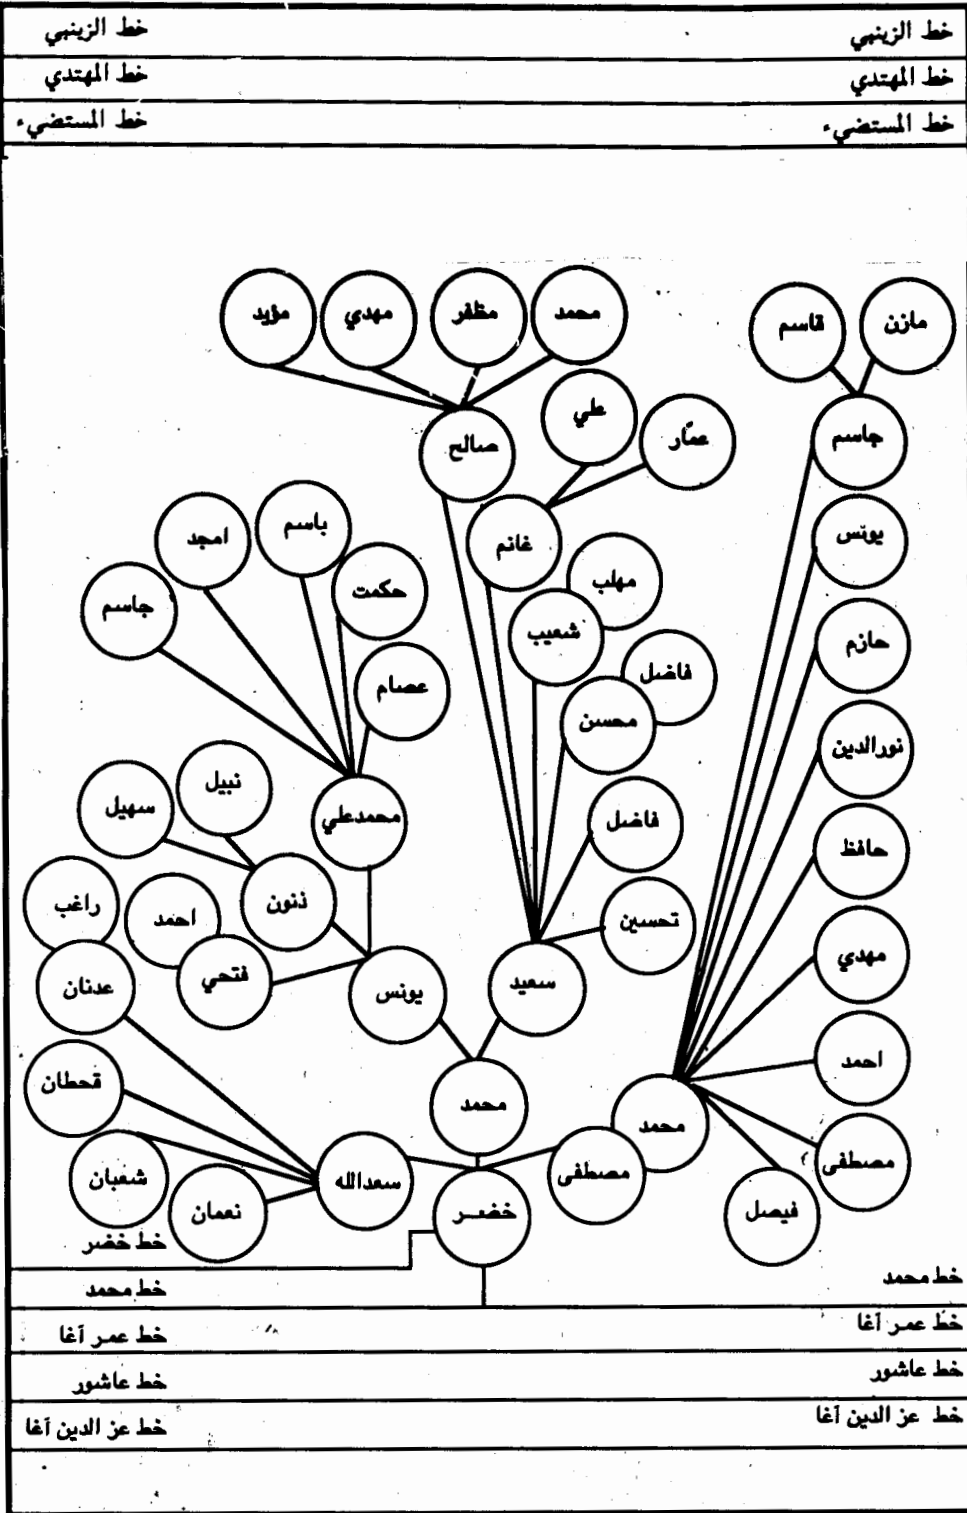 خط الزينبي خط الزينبي
خط المهتدي خط المهتدي
خط المستضيء خط المستضيء
مازن
قاسم
محمد
مظفر
مهدي
مؤيد
جاسم
علي
عمّار
صالح
يونس
غانم
باسم
امجد
مهلب
حكمت
جاسم
شعيب
حازم
فاضل
عصام
محسن
نورالدين
نبيل
سهيل
محمدعلي
فاضل
حافظ
ذنون
راغب
احمد
تحسين
مهدي
فتحي
عدنان
يونس
سعيد
احمد
قحطان
محمد
محمد
مصطفى
مصطفى
سعدالله
شعبان
نعمان
خضر
فيصل
خط خضر
خط محمد خط محمد
خط عمر آغا خط عمر آغا
خط عاشور خط عاشور
خط عز الدين آغا خط عز الدين آغا